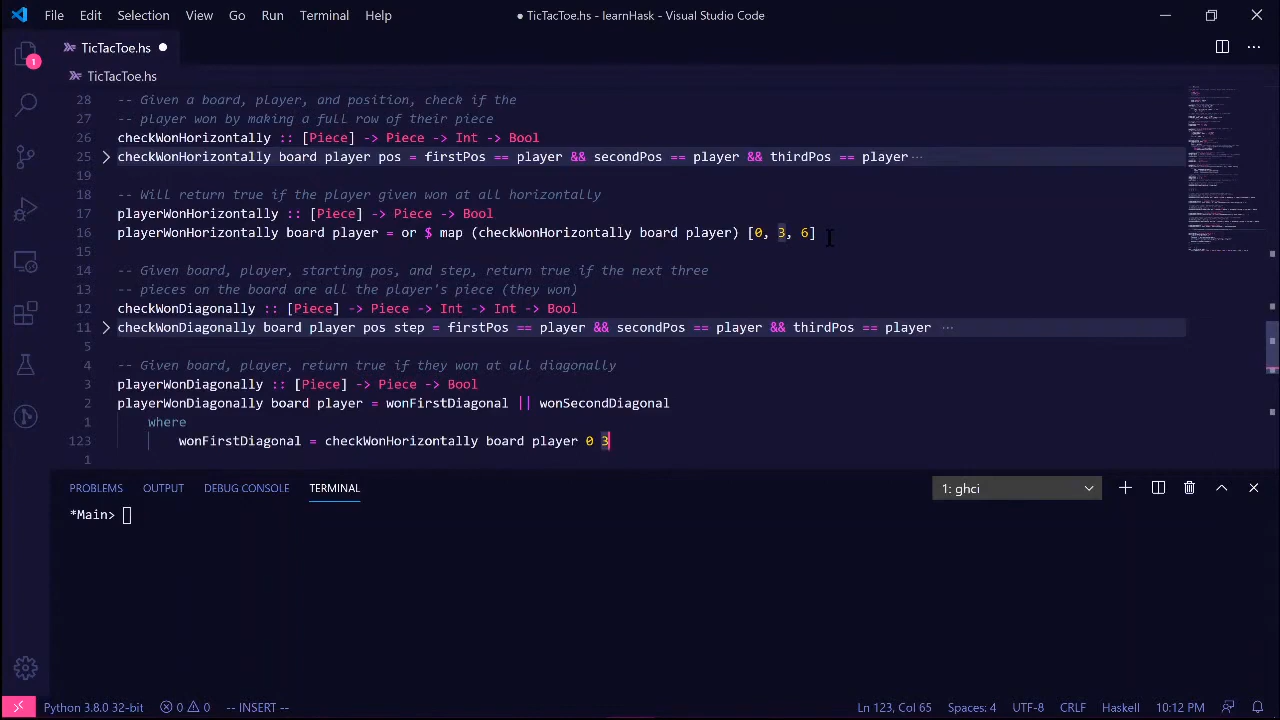 File Edit Selection View Go Run Terminal Help ● TicTacToe.hs - learnHask - Visual Studio Code
1 TicTacToe.hs ●
TicTacToe.hs
28 -- Given a board, player, and position, check if the
27 -- player won by making a full row of their piece
26 checkWonHorizontally :: [Piece] -> Piece -> Int -> Bool
25 checkWonHorizontally board player pos = firstPos == player && secondPos == player && thirdPos == player ···
19
18 -- Will return true if the player given won at all horizontally
17 playerWonHorizontally :: [Piece] -> Piece -> Bool
16 playerWonHorizontally board player = or $ map (checkWonHorizontally board player) [0, 3, 6]
15
14 -- Given board, player, starting pos, and step, return true if the next three
13 -- pieces on the board are all the player's piece (they won)
12 checkWonDiagonally :: [Piece] -> Piece -> Int -> Int -> Bool
11 checkWonDiagonally board player pos step = firstPos == player && secondPos == player && thirdPos == player ···
5
4 -- Given board, player, return true if they won at all diagonally
3 playerWonDiagonally :: [Piece] -> Piece -> Bool
2 playerWonDiagonally board player = wonFirstDiagonal || wonSecondDiagonal
1 where
123 wonFirstDiagonal = checkWonHorizontally board player 0 3
1
PROBLEMS OUTPUT DEBUG CONSOLE TERMINAL 1: ghci
*Main>
Python 3.8.0 32-bit 0 0 -- INSERT -- Ln 123, Col 65 Spaces: 4 UTF-8 CRLF Haskell 10:12 PM